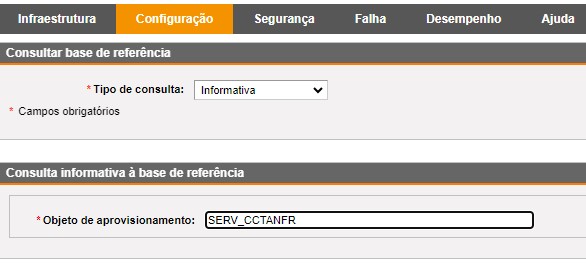 Infraestrutura Configuração Segurança Falha Desempenho Ajuda
Consultar base de referência
* Tipo de consulta: Informativa
* Campos obrigatórios
Consulta informativa à base de referência
* Objeto de aprovisionamento: SERV_CCTANFR